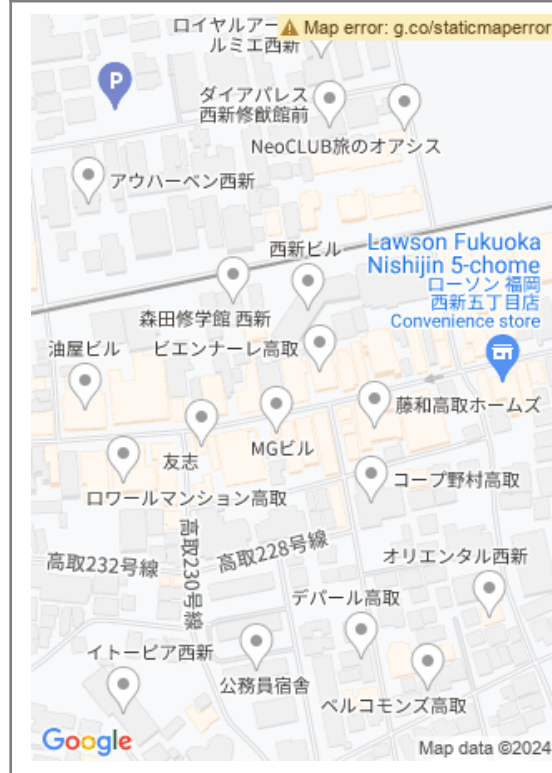 ロイヤルアー
ルミエ西新
Map error: g.co/staticmaperror
P
ダイアパレス
西新修猷館前
NeoCLUB旅のオアシス
アウハーベン西新
西新ビル
Lawson Fukuoka
Nishijin 5-chome
ローソン 福岡
西新五丁目店
Convenience store
森田修学館 西新
油屋ビル
ビエンナーレ高取
藤和高取ホームズ
友志
MGビル
ロワールマンション高取
コープ野村高取
高取232号線
高取230号線
高取228号線
オリエンタル西新
デパール高取
イトーピア西新
公務員宿舎
ベルコモンズ高取
Google
Map data ©2024